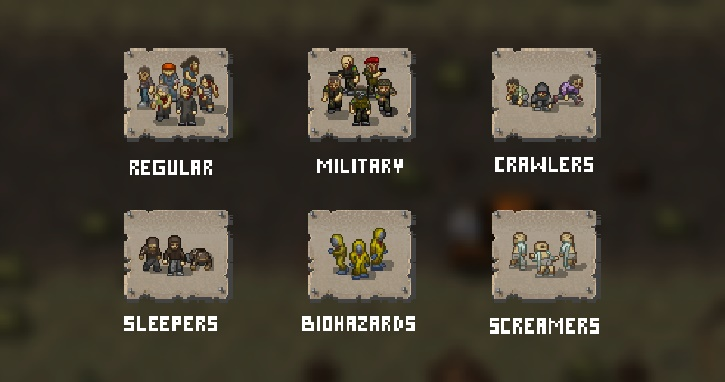 REGULAR
MILITARY
CRAWLERS
SLEEPERS
BIOHAZARDS
SCREAMERS